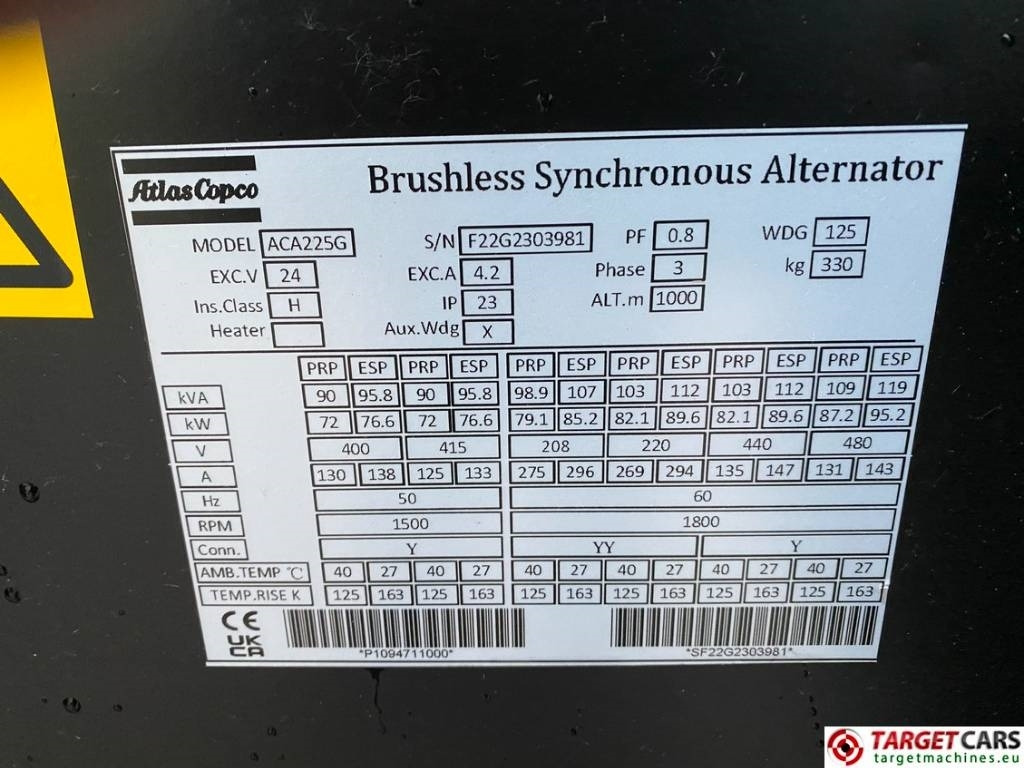 Atlas Copco Brushless Synchronous Alternator
MODEL ACA225G S/N F22G2303981 PF 0.8 WDG 125
EXC.V 24 EXC.A 4.2 Phase 3 kg 330
Ins.Class H IP 23 ALT.m 1000
Heater Aux.Wdg X
PRP ESP PRP ESP PRP ESP PRP ESP PRP ESP PRP ESP
kVA 90 95.8 90 95.8 98.9 107 103 112 103 112 109 119
kW 72 76.6 72 76.6 79.1 85.2 82.1 89.6 82.1 89.6 87.2 95.2
V 400 415 208 220 440 480
A 130 138 125 133 275 296 269 294 135 147 131 143
Hz 50 60
RPM 1500 1800
Conn. Y YY Y
AMB.TEMP ℃ 40 27 40 27 40 27 40 27 40 27 40 27
TEMP.RISE K 125 163 125 163 125 163 125 163 125 163 125 163
CE
UK
CA
*P1094711000* *SF22G2303981*
TARGETCARS
targetmachines.eu